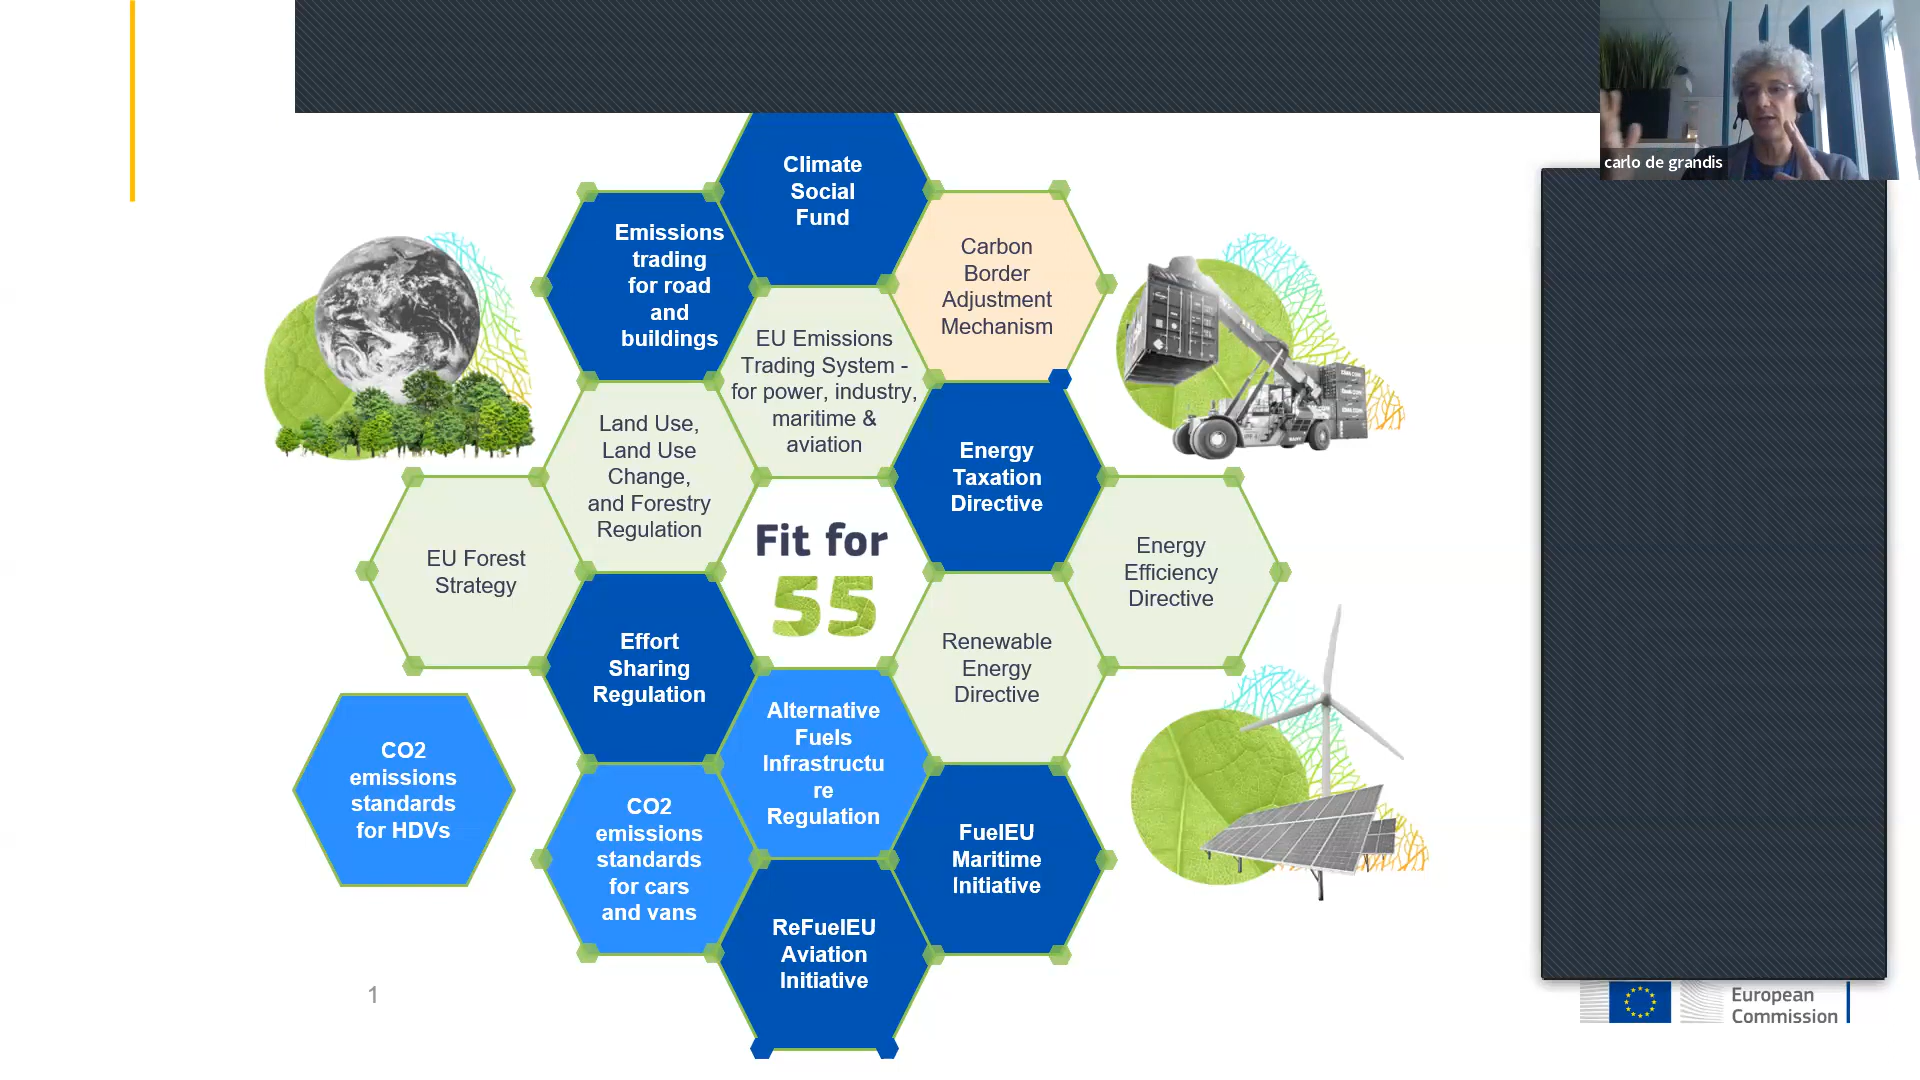 carlo de grandis
Climate
Social
Fund
Emissions
trading
for road
and
buildings
Carbon
Border
Adjustment
Mechanism
EU Emissions
Trading System -
for power, industry,
maritime &
aviation
Land Use,
Land Use
Change,
and Forestry
Regulation
Energy
Taxation
Directive
EU Forest
Strategy
Fit for
55
Energy
Efficiency
Directive
Effort
Sharing
Regulation
Renewable
Energy
Directive
CO2
emissions
standards
for HDVs
Alternative
Fuels
Infrastructu
re
Regulation
CO2
emissions
standards
for cars
and vans
FuelEU
Maritime
Initiative
ReFuelEU
Aviation
Initiative
1
European
Commission